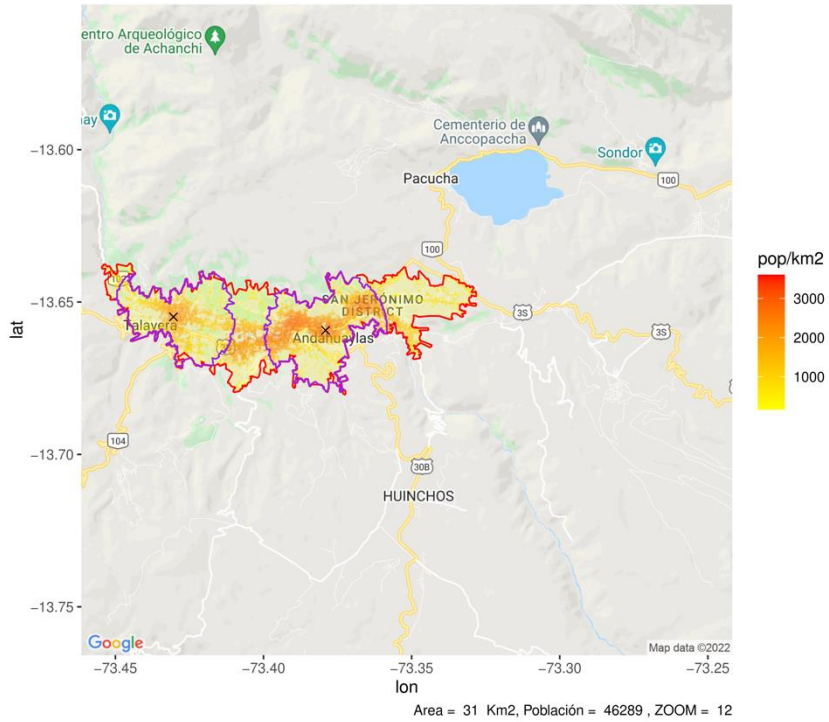 entro Arqueológico
de Achanchi
ay
Cementerio de
Anccopaccha
Sondor
−13.60
Pacucha
100
100
pop/km2
3000
2000
1000
−13.65
SAN JERÓNIMO
DISTRICT
3S
3S
Talavera
Andahuaylas
lat
−13.70
104
30B
HUINCHOS
−13.75
Google
Map data ©2022
−73.45
−73.40
−73.35
−73.30
−73.25
lon
Area = 31 Km2, Población = 46289 , ZOOM = 12